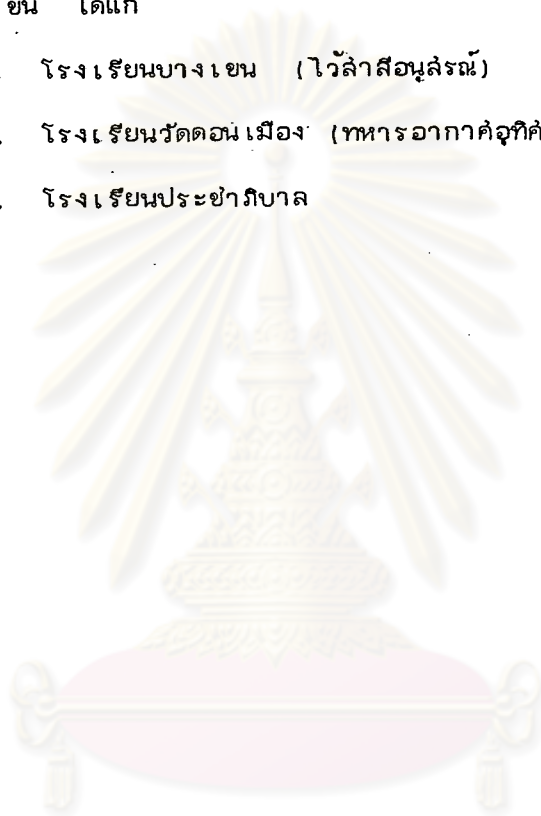 ขน ได้แก่
. โรงเรียนบางเขน (ไว้สาลีอนุสรณ์)
. โรงเรียนวัดดอนเมือง (ทหารอากาศอุทิศ
. โรงเรียนประชาภิบาล